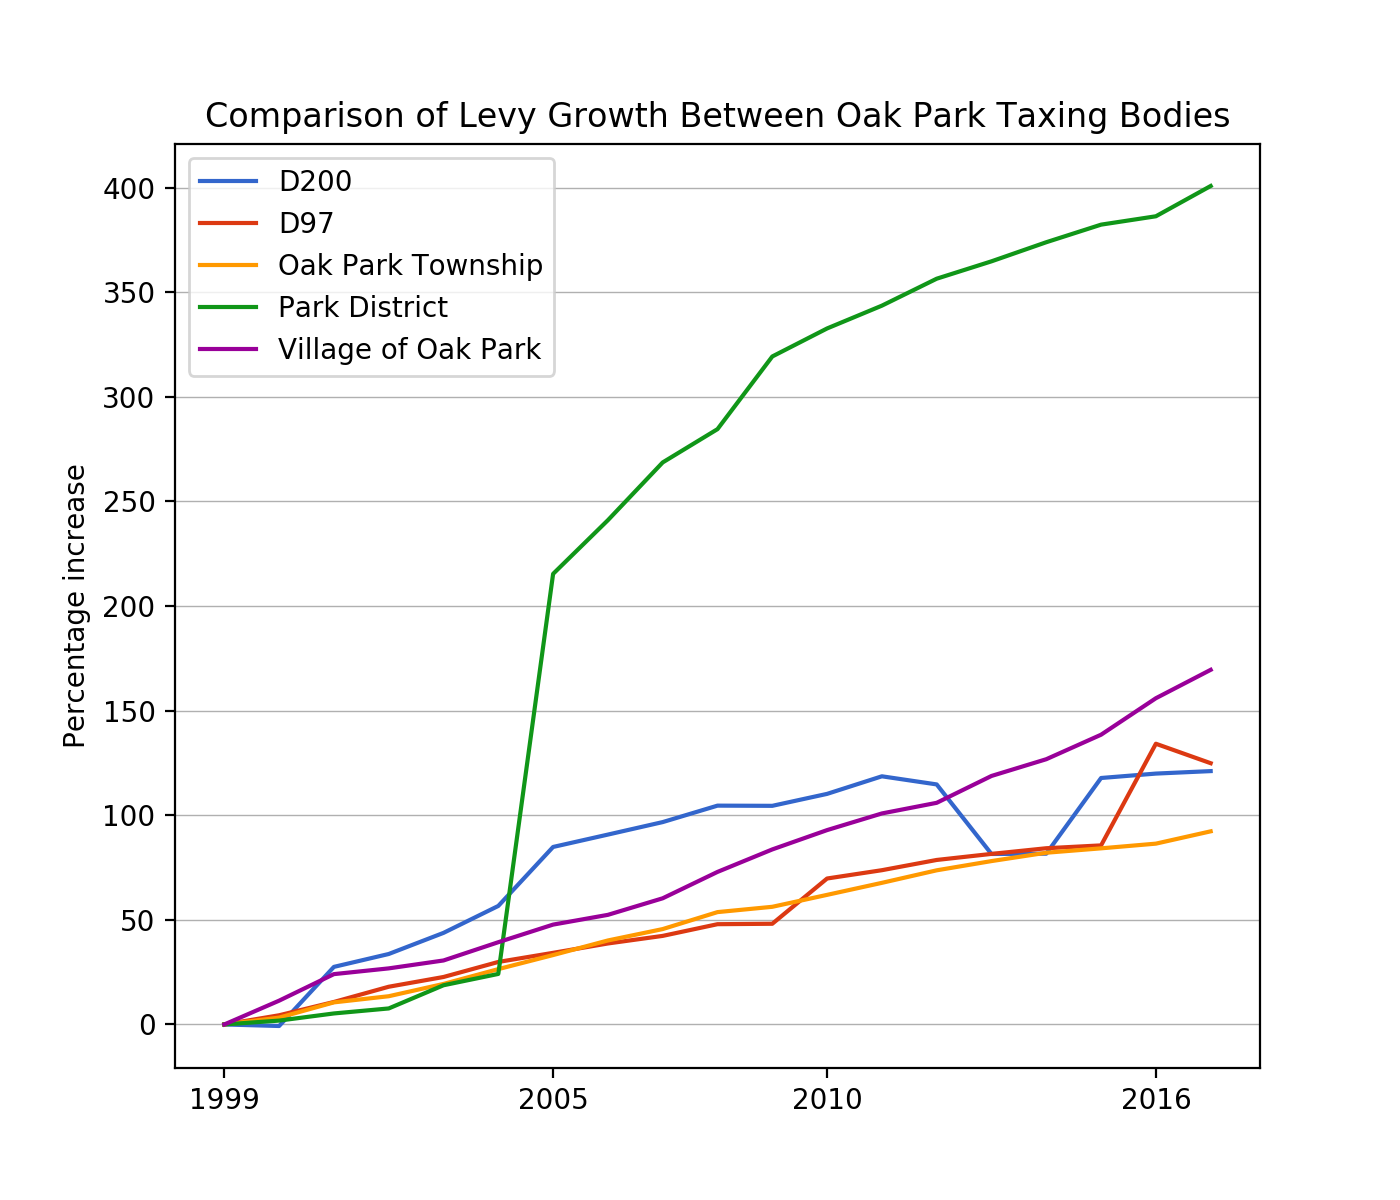 Comparison of Levy Growth Between Oak Park Taxing Bodies
D200
D97
Oak Park Township
Park District
Village of Oak Park
Percentage increase
400
350
300
250
200
150
100
50
0
1999 2005 2010 2016